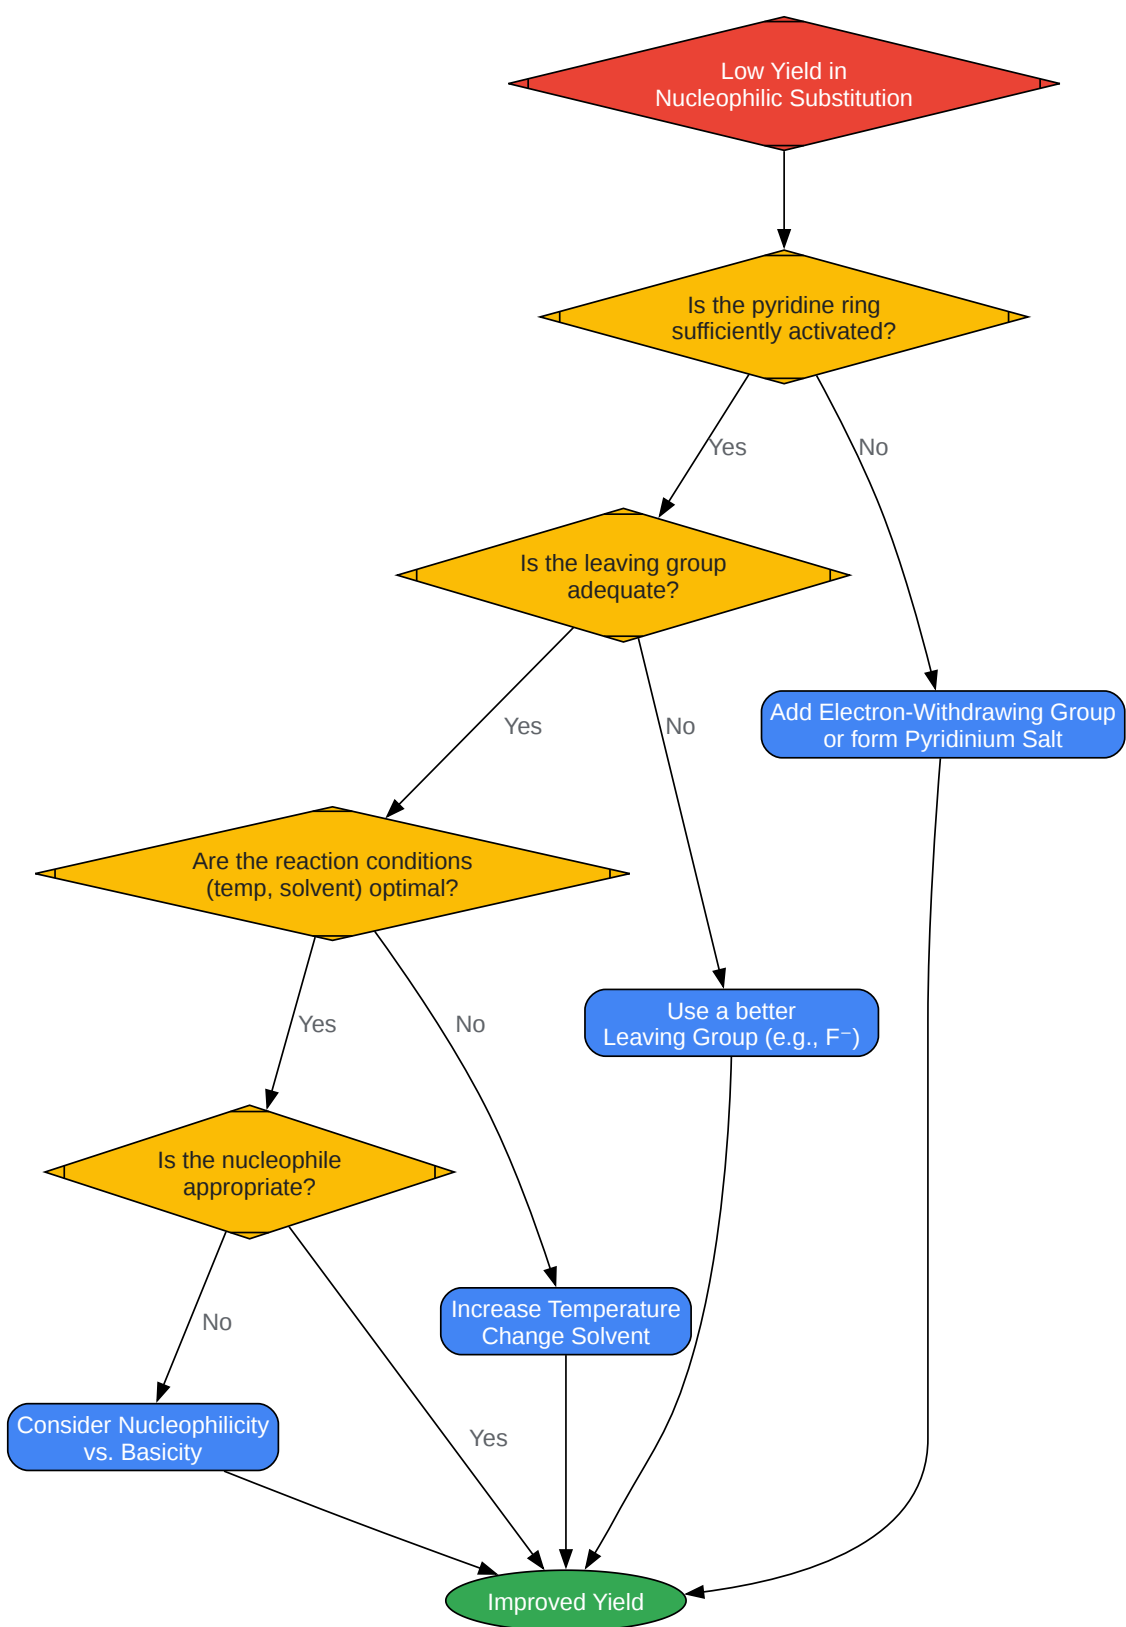 Low Yield in
Nucleophilic Substitution
Is the pyridine ring
sufficiently activated?
Yes
No
Is the leaving group
adequate?
Yes
No
Add Electron-Withdrawing Group
or form Pyridinium Salt
Are the reaction conditions
(temp, solvent) optimal?
Yes
No
Use a better
Leaving Group (e.g., F⁻)
Is the nucleophile
appropriate?
No
Yes
Increase Temperature
Change Solvent
Consider Nucleophilicity
vs. Basicity
Improved Yield